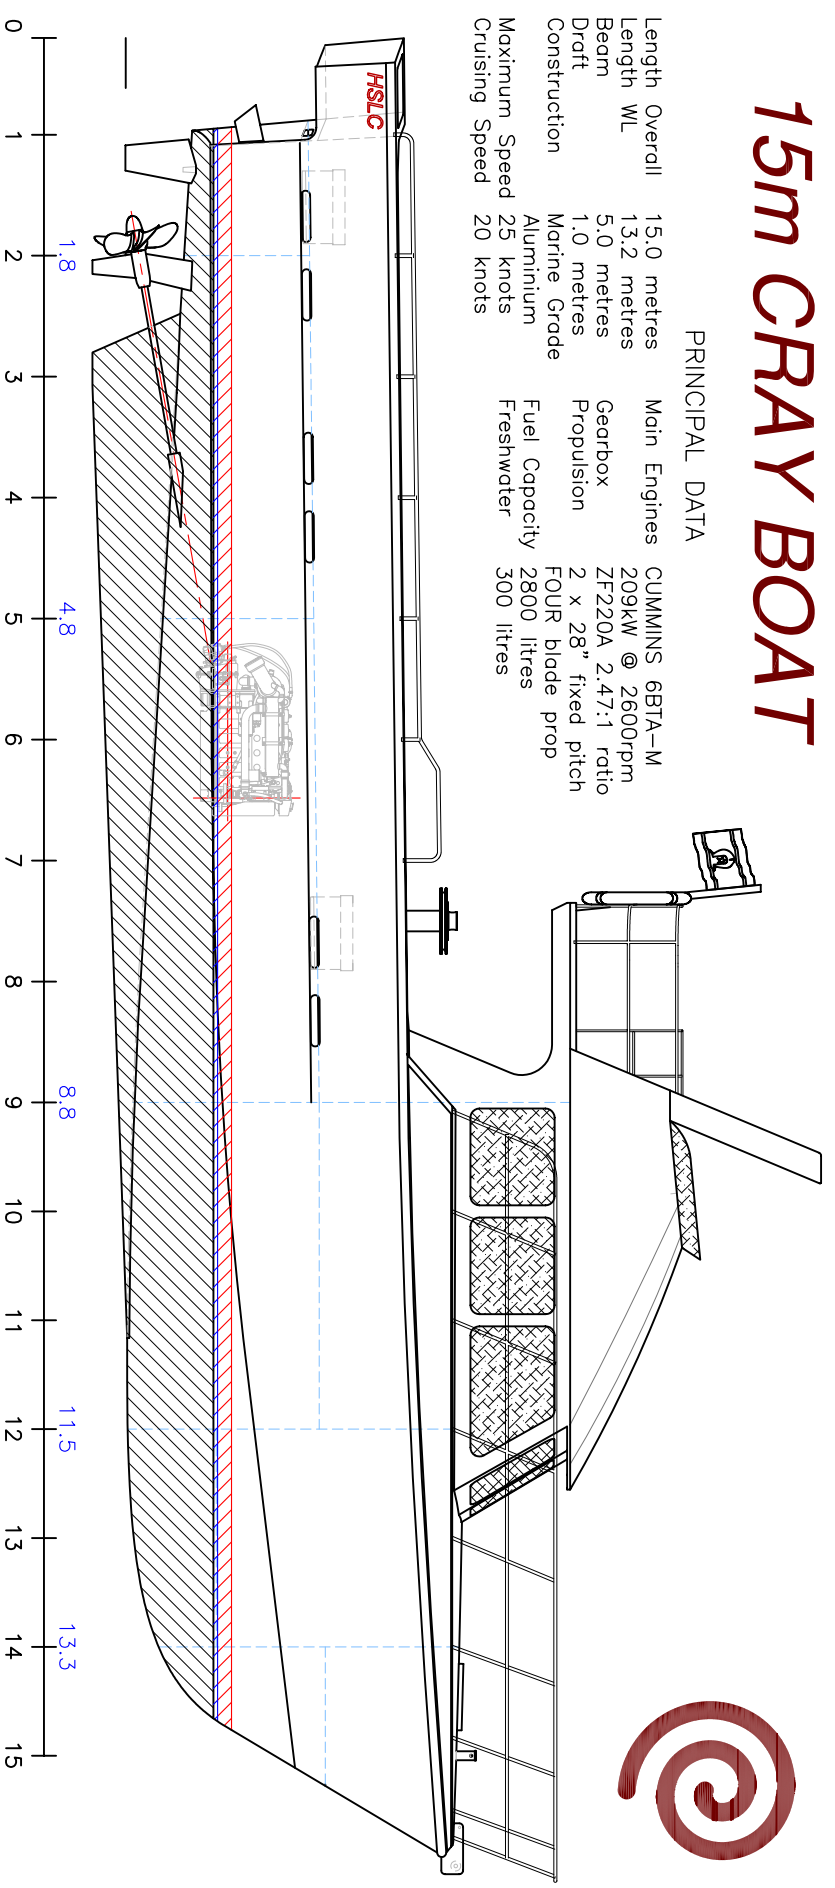 15m CRAY BOAT
PRINCIPAL DATA
Length Overall 15.0 metres
Length WL 13.2 metres
Beam 5.0 metres
Draft 1.0 metres
Construction Marine Grade
Aluminium
Maximum Speed 25 knots
Cruising Speed 20 knots
Main Engines CUMMINS 6BTA-M
209kW @ 2600rpm
Gearbox ZF220A 2.47:1 ratio
Propulsion 2 x 28" fixed pitch
FOUR blade prop
Fuel Capacity 2800 litres
Freshwater 300 litres
HSLC
1.8 4.8 8.8 11.5 13.3
0 1 2 3 4 5 6 7 8 9 10 11 12 13 14 15